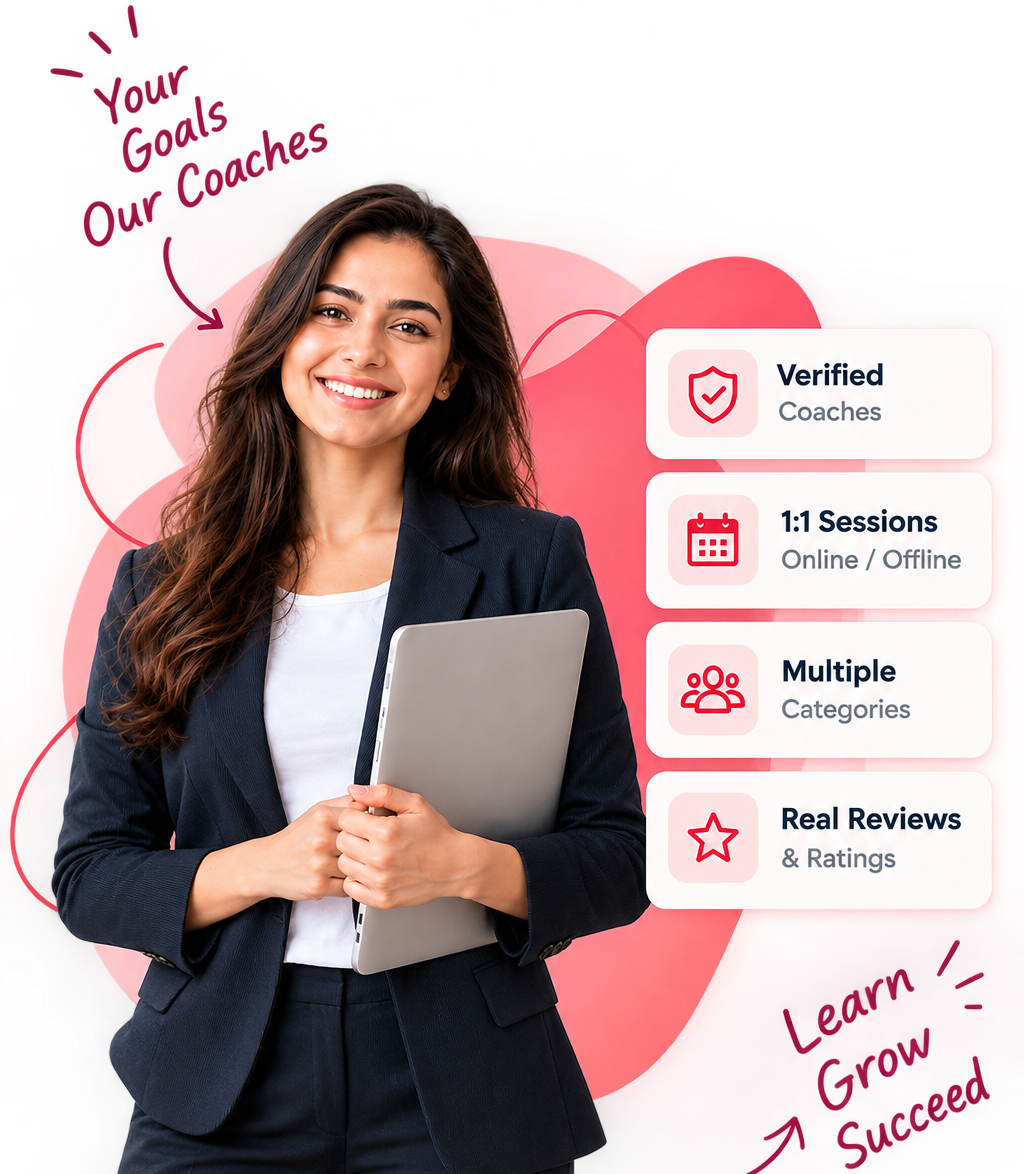 Your
Goals
Our Coaches
Verified
Coaches
1:1 Sessions
Online / Offline
Multiple
Categories
Real Reviews
& Ratings
Learn
Grow
Succeed